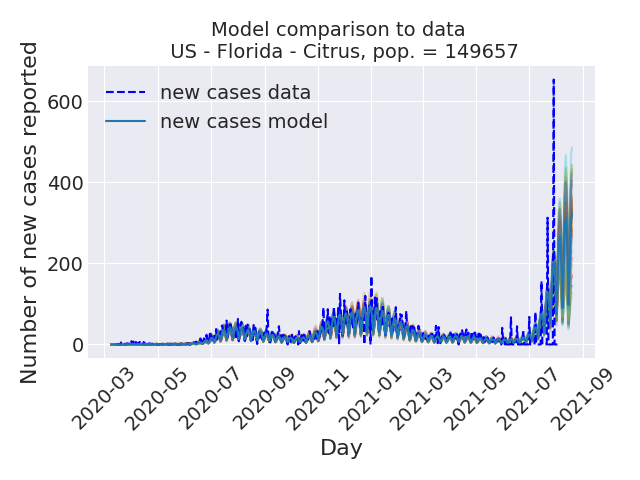 Model comparison to data
US - Florida - Citrus, pop. = 149657
Number of new cases reported
600
400
200
0
new cases data
new cases model
2020-03
2020-05
2020-07
2020-09
2020-11
2021-01
2021-03
2021-05
2021-07
2021-09
Day